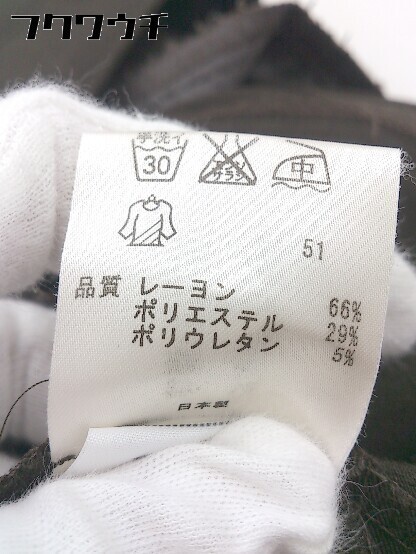 フクワウチ
手洗イ
30
エンソ
サラシ
中
51
品質 レーヨン 66%
ポリエステル 29%
ポリウレタン 5%
日本製